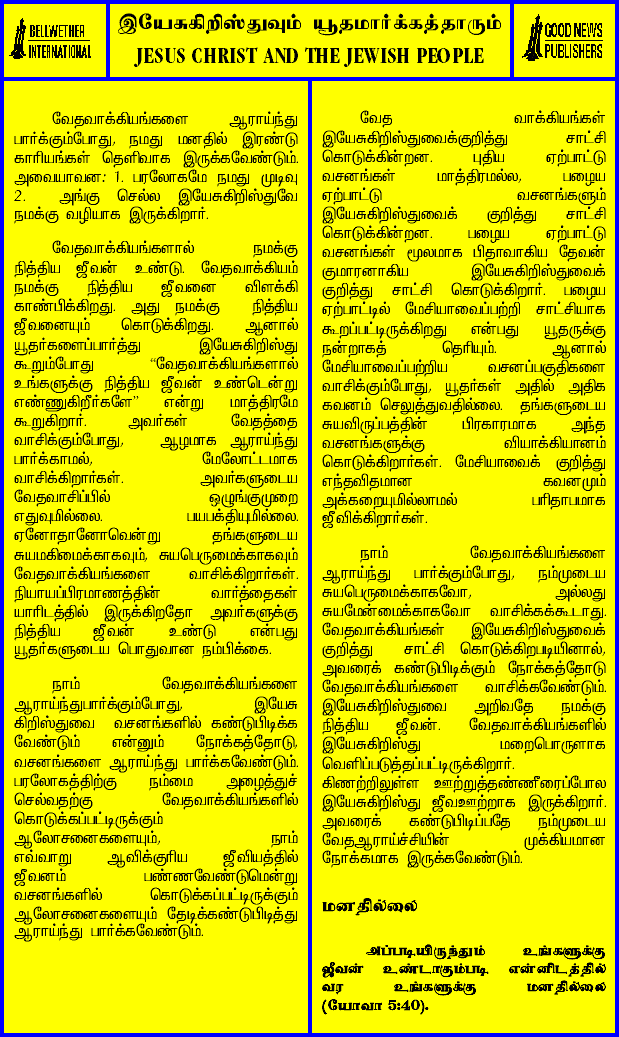 BELLWETHER
INTERNATIONAL
இயேசுகிறிஸ்துவும் யூதமார்க்கத்தாரும்
JESUS CHRIST AND THE JEWISH PEOPLE
GOOD NEWS
PUBLISHERS
வேதவாக்கியங்களை ஆராய்ந்து
பார்க்கும்போது, நமது மனதில் இரண்டு
காரியங்கள் தெளிவாக இருக்கவேண்டும்.
அவையாவன: 1. பரலோகமே நமது முடிவு
2. அங்கு செல்ல இயேசுகிறிஸ்துவே
நமக்கு வழியாக இருக்கிறார்.
வேதவாக்கியங்களால் நமக்கு
நித்திய ஜீவன் உண்டு. வேதவாக்கியம்
நமக்கு நித்திய ஜீவனை விளக்கி
காண்பிக்கிறது. அது நமக்கு நித்திய
ஜீவனையும் கொடுக்கிறது. ஆனால்
யூதர்களைப்பார்த்து இயேசுகிறிஸ்து
கூறும்போது “வேதவாக்கியங்களால்
உங்களுக்கு நித்திய ஜீவன் உண்டென்று
எண்ணுகிறீர்களே” என்று மாத்திரமே
கூறுகிறார். அவர்கள் வேதத்தை
வாசிக்கும்போது, ஆழமாக ஆராய்ந்து
பார்க்காமல், மேலோட்டமாக
வாசிக்கிறார்கள். அவர்களுடைய
வேதவாசிப்பில் ஒழுங்குமுறை
எதுவுமில்லை. பயபக்தியுமில்லை.
ஏனோதானோவென்று தங்களுடைய
சுயமகிமைக்காகவும், சுயபெருமைக்காகவும்
வேதவாக்கியங்களை வாசிக்கிறார்கள்.
நியாயப்பிரமாணத்தின் வார்த்தைகள்
யாரிடத்தில் இருக்கிறதோ அவர்களுக்கு
நித்திய ஜீவன் உண்டு என்பது
யூதர்களுடைய பொதுவான நம்பிக்கை.
நாம் வேதவாக்கியங்களை
ஆராய்ந்துபார்க்கும்போது, இயேசு
கிறிஸ்துவை வசனங்களில் கண்டுபிடிக்க
வேண்டும் என்னும் நோக்கத்தோடு,
வசனங்களை ஆராய்ந்து பார்க்கவேண்டும்.
பரலோகத்திற்கு நம்மை அழைத்துச்
செல்வதற்கு வேதவாக்கியங்களில்
கொடுக்கப்பட்டிருக்கும்
ஆலோசனைகளையும், நாம்
எவ்வாறு ஆவிக்குரிய ஜீவியத்தில்
ஜீவனம் பண்ணவேண்டுமென்று
வசனங்களில் கொடுக்கப்பட்டிருக்கும்
ஆலோசனைகளையும் தேடிக்கண்டுபிடித்து
ஆராய்ந்து பார்க்கவேண்டும்.
வேத வாக்கியங்கள்
இயேசுகிறிஸ்துவைக்குறித்து சாட்சி
கொடுக்கின்றன. புதிய ஏற்பாட்டு
வசனங்கள் மாத்திரமல்ல, பழைய
ஏற்பாட்டு வசனங்களும்
இயேசுகிறிஸ்துவைக் குறித்து சாட்சி
கொடுக்கின்றன. பழைய ஏற்பாட்டு
வசனங்கள் மூலமாக பிதாவாகிய தேவன்
குமாரனாகிய இயேசுகிறிஸ்துவைக்
குறித்து சாட்சி கொடுக்கிறார். பழைய
ஏற்பாட்டில் மேசியாவைப்பற்றி சாட்சியாக
கூறப்பட்டிருக்கிறது என்பது யூதருக்கு
நன்றாகத் தெரியும். ஆனால்
மேசியாவைப்பற்றிய வசனப்பகுதிகளை
வாசிக்கும்போது, யூதர்கள் அதில் அதிக
கவனம் செலுத்துவதில்லை. தங்களுடைய
சுயவிருப்பத்தின் பிரகாரமாக அந்த
வசனங்களுக்கு வியாக்கியானம்
கொடுக்கிறார்கள். மேசியாவைக் குறித்து
எந்தவிதமான கவனமும்
அக்கறையுமில்லாமல் பரிதாபமாக
ஜீவிக்கிறார்கள்.
நாம் வேதவாக்கியங்களை
ஆராய்ந்து பார்க்கும்போது, நம்முடைய
சுயபெருமைக்காகவோ, அல்லது
சுயமேன்மைக்காகவோ வாசிக்கக்கூடாது.
வேதவாக்கியங்கள் இயேசுகிறிஸ்துவைக்
குறித்து சாட்சி கொடுக்கிறபடியினால்,
அவரைக் கண்டுபிடிக்கும் நோக்கத்தோடு
வேதவாக்கியங்களை வாசிக்கவேண்டும்.
இயேசுகிறிஸ்துவை அறிவதே நமக்கு
நித்திய ஜீவன். வேதவாக்கியங்களில்
இயேசுகிறிஸ்து மறைபொருளாக
வெளிப்படுத்தப்பட்டிருக்கிறார்.
கிணற்றிலுள்ள ஊற்றுத்தண்ணீரைப்போல
இயேசுகிறிஸ்து ஜீவஊற்றாக இருக்கிறார்.
அவரைக் கண்டுபிடிப்பதே நம்முடைய
வேதஆராய்ச்சியின் முக்கியமான
நோக்கமாக இருக்கவேண்டும்.
மனதில்லை
அப்படியிருந்தும் உங்களுக்கு
ஜீவன் உண்டாகும்படி என்னிடத்தில்
வர உங்களுக்கு மனதில்லை
(யோவா 5:40).